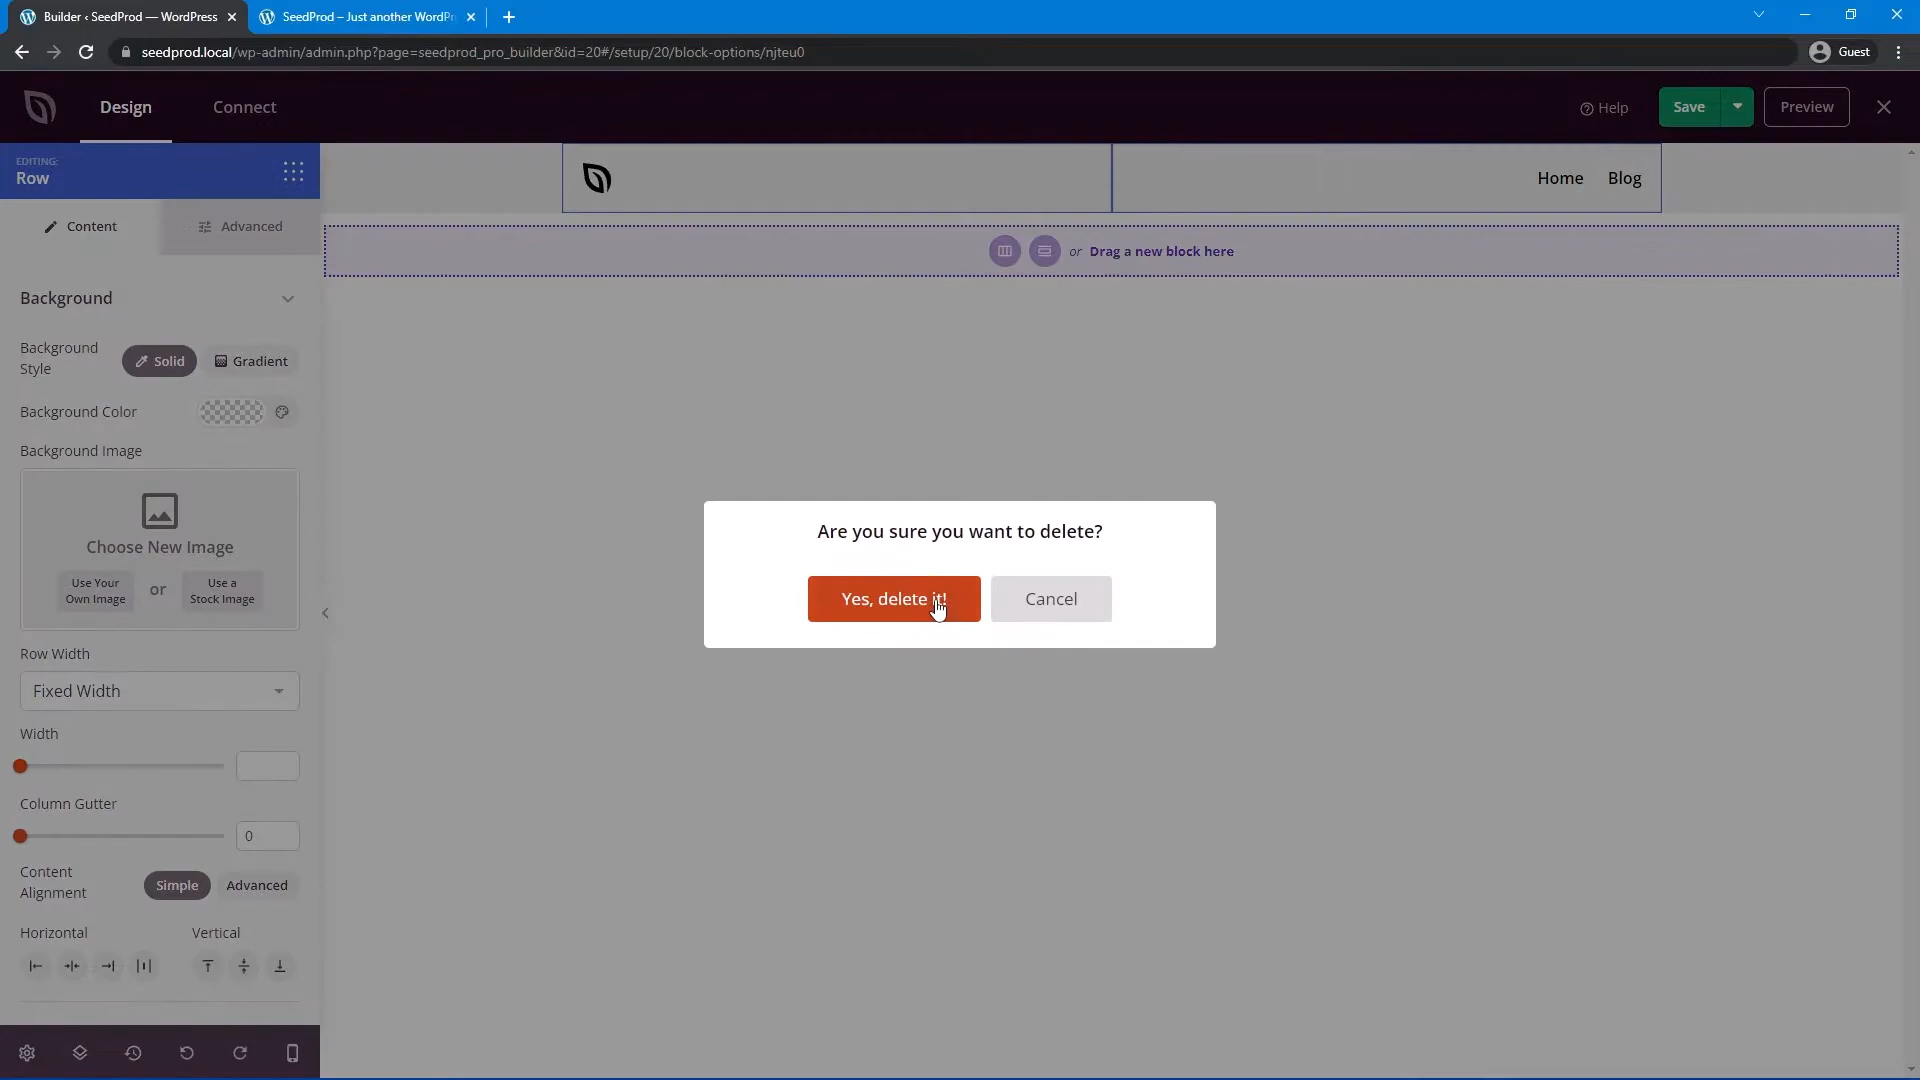 Builder ‹ SeedProd — WordPress
SeedProd – Just another WordPr
seedprod.local/wp-admin/admin.php?page=seedprod_pro_builder&id=20#/setup/20/block-options/njteu0
Guest
Design
Connect
Help
Save
Preview
EDITING:
Row
Home
Blog
Content
Advanced
or Drag a new block here
Background
Background
Style
Solid
Gradient
Background Color
Background Image
Choose New Image
Use Your
Own Image
or
Use a
Stock Image
Are you sure you want to delete?
Yes, delete it!
Cancel
Row Width
Fixed Width
Width
Column Gutter
0
Content
Alignment
Simple
Advanced
Horizontal
Vertical